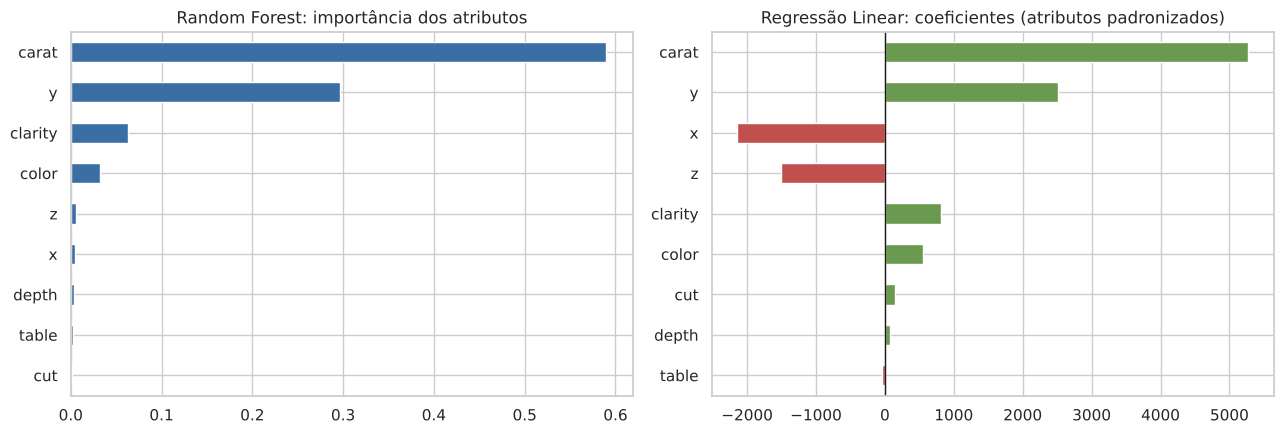 Random Forest: importância dos atributos
carat
y
clarity
color
z
x
depth
table
cut
0.0 0.1 0.2 0.3 0.4 0.5 0.6
Regressão Linear: coeficientes (atributos padronizados)
carat
y
x
z
clarity
color
cut
depth
table
−2000 −1000 0 1000 2000 3000 4000 5000